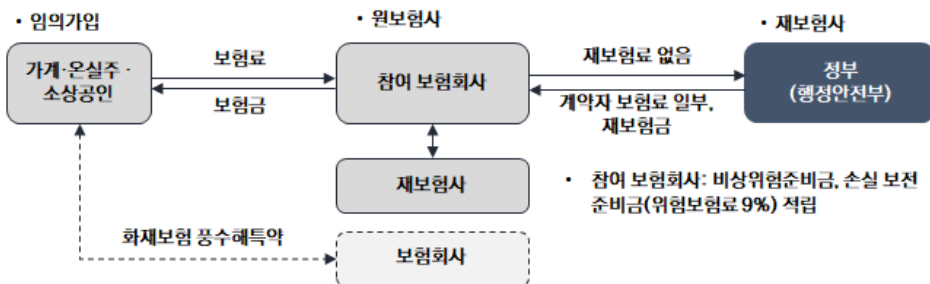 • 임의가입
• 원보험사
• 재보험사
가계·온실주·
소상공인
보험료
보험금
참여 보험회사
재보험료 없음
계약자 보험료 일부,
재보험금
정부
(행정안전부)
재보험사
• 참여 보험회사: 비상위험준비금, 손실 보전
준비금(위험보험료 9%) 적립
화재보험 풍수해특약
보험회사